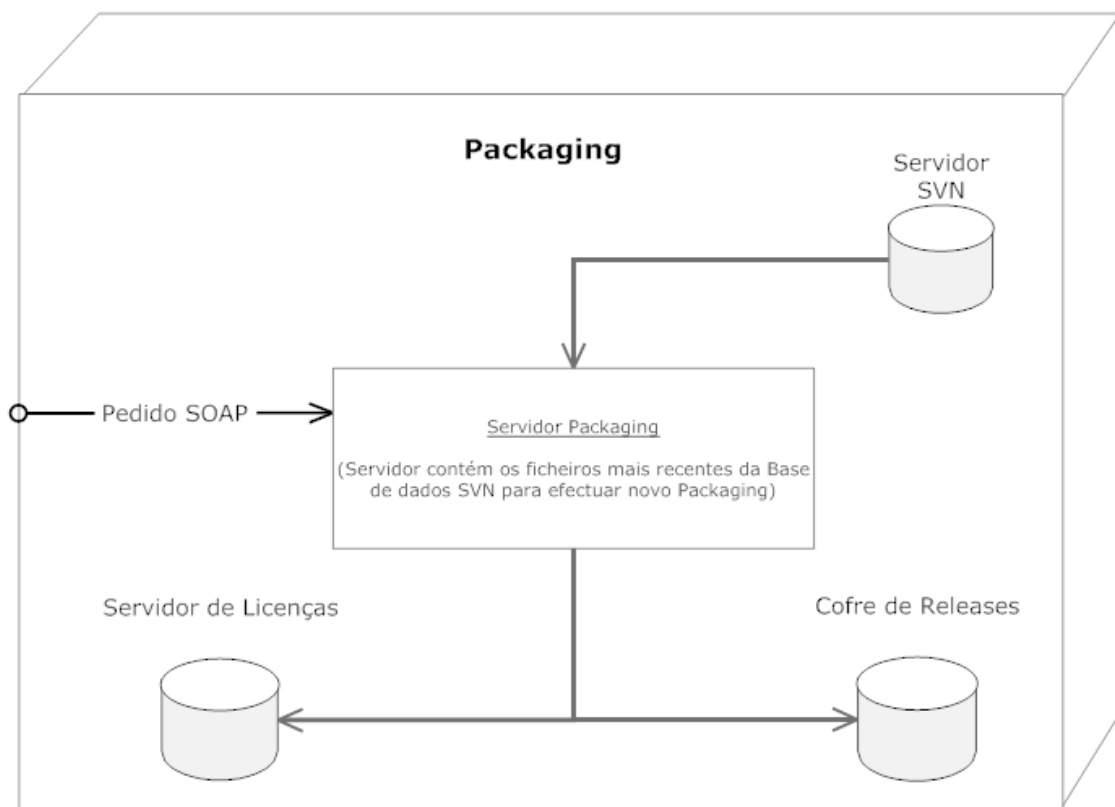 Packaging
Servidor
SVN
Pedido SOAP
Servidor Packaging
(Servidor contém os ficheiros mais recentes da Base
de dados SVN para efectuar novo Packaging)
Servidor de Licenças
Cofre de Releases